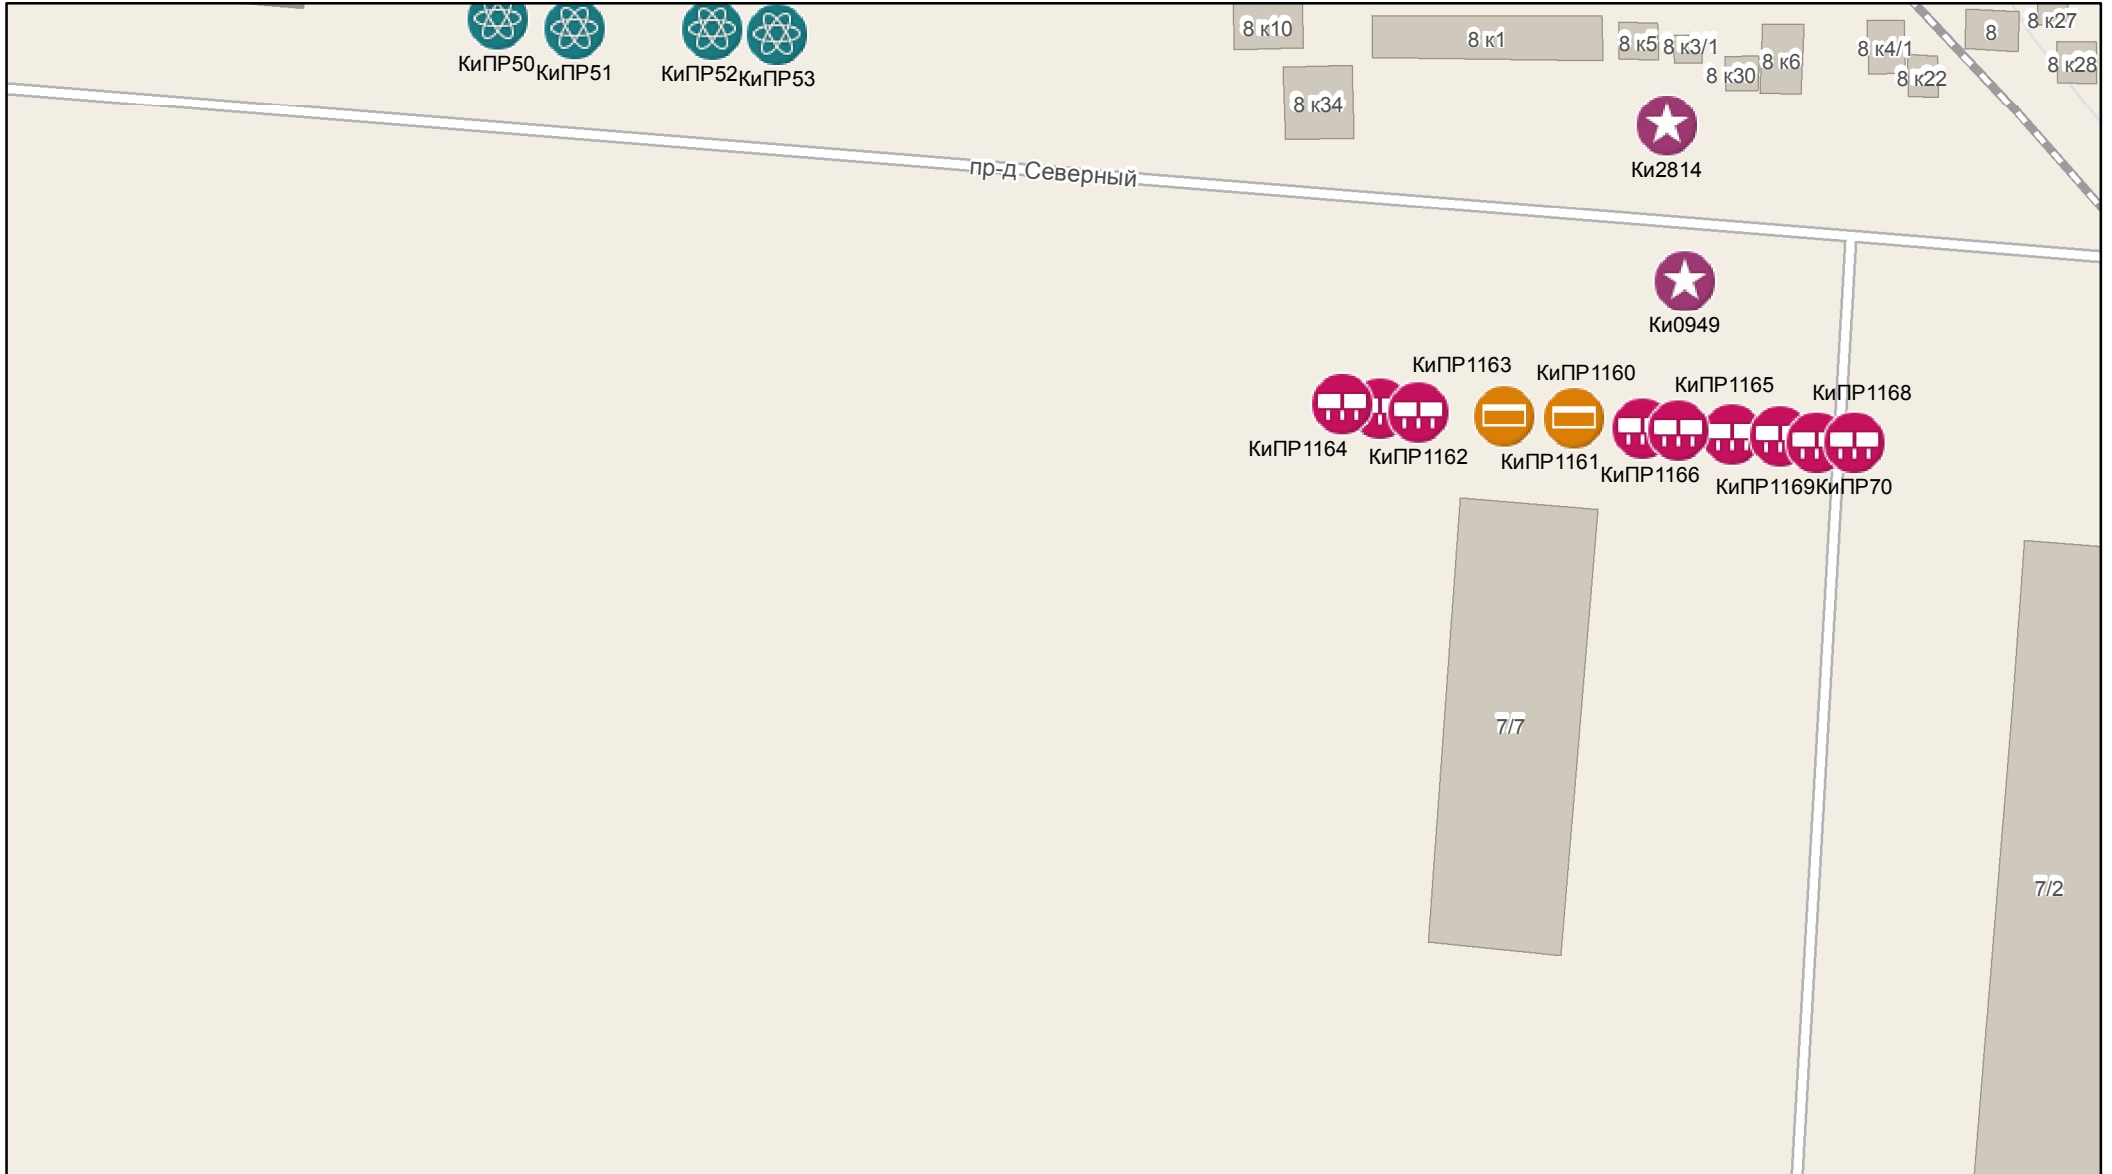 КиПР50
КиПР51
КиПР52
КиПР53
8 к10
8 к1
8 к5
8 к3/1
8 к30
8 к6
8 к4/1
8 к22
8
8 к27
8 к28
8 к34
Ки2814
пр-д Северный
Ки0949
КиПР1163
КиПР1160
КиПР1165
КиПР1168
КиПР1164
КиПР1162
КиПР1161
КиПР1166
КиПР1169
КиПР70
7/7
7/2